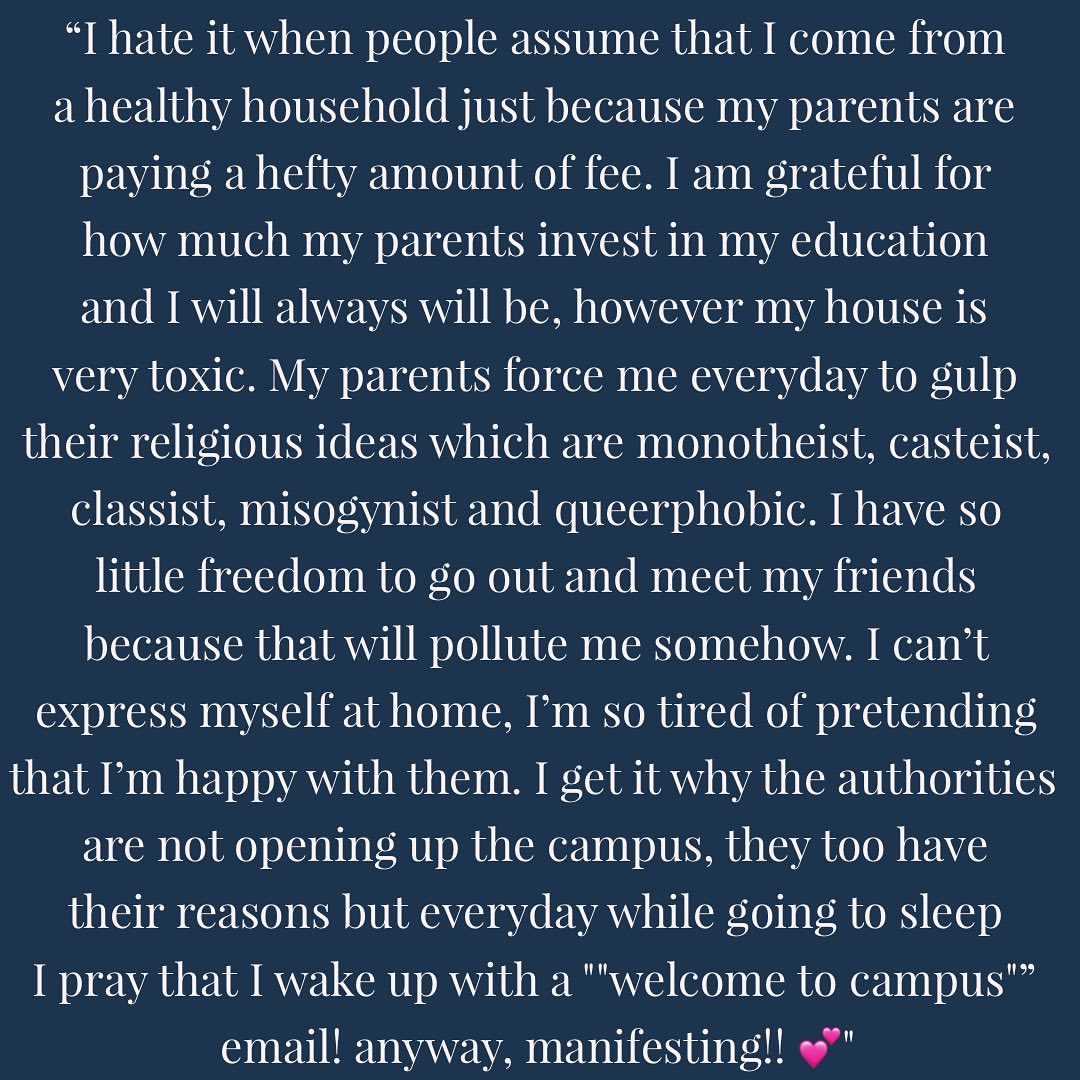 “I hate it when people assume that I come from
a healthy household just because my parents are
paying a hefty amount of fee. I am grateful for
how much my parents invest in my education
and I will always will be, however my house is
very toxic. My parents force me everyday to gulp
their religious ideas which are monotheist, casteist,
classist, misogynist and queerphobic. I have so
little freedom to go out and meet my friends
because that will pollute me somehow. I can’t
express myself at home, I’m so tired of pretending
that I’m happy with them. I get it why the authorities
are not opening up the campus, they too have
their reasons but everyday while going to sleep
I pray that I wake up with a ""welcome to campus"”
email! anyway, manifesting!! 💕"